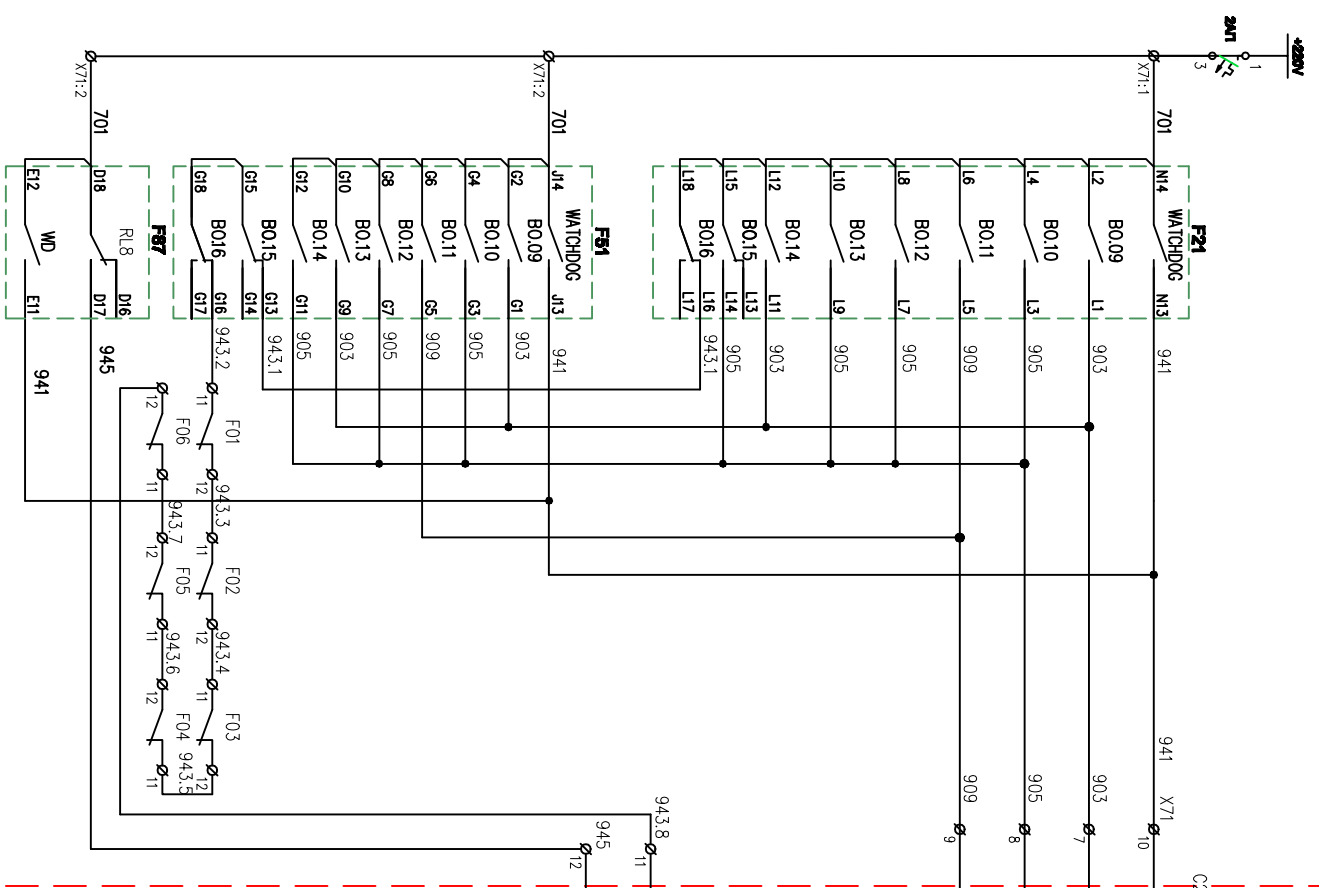 +220V
2АП
1
3
X71:1
701
F21
N14
WATCHDOG
N13
941
L2
BO.09
L1
903
L4
BO.10
L3
905
L6
BO.11
L5
909
L8
BO.12
L7
905
L10
BO.13
L9
905
L12
BO.14
L11
903
L15
BO.15
L13
L14
905
L18
BO.16
L16
L17
943.1
X71:2
701
F51
J14
WATCHDOG
J13
941
G2
BO.09
G1
903
G4
BO.10
G3
905
G6
BO.11
G5
909
G8
BO.12
G7
905
G10
BO.13
G9
903
G12
BO.14
G11
905
G15
BO.15
G13
G14
943.1
G18
BO.16
G16
G17
943.2
X71:2
701
F87
D18
RL8
D16
D17
945
E12
WD
E11
941
11
F01
12
943.3
11
F02
12
943.4
11
F03
12
943.5
12
F06
11
943.7
12
F05
11
943.6
12
F04
11
941
X71
10
903
7
905
8
909
9
943.8
11
945
12